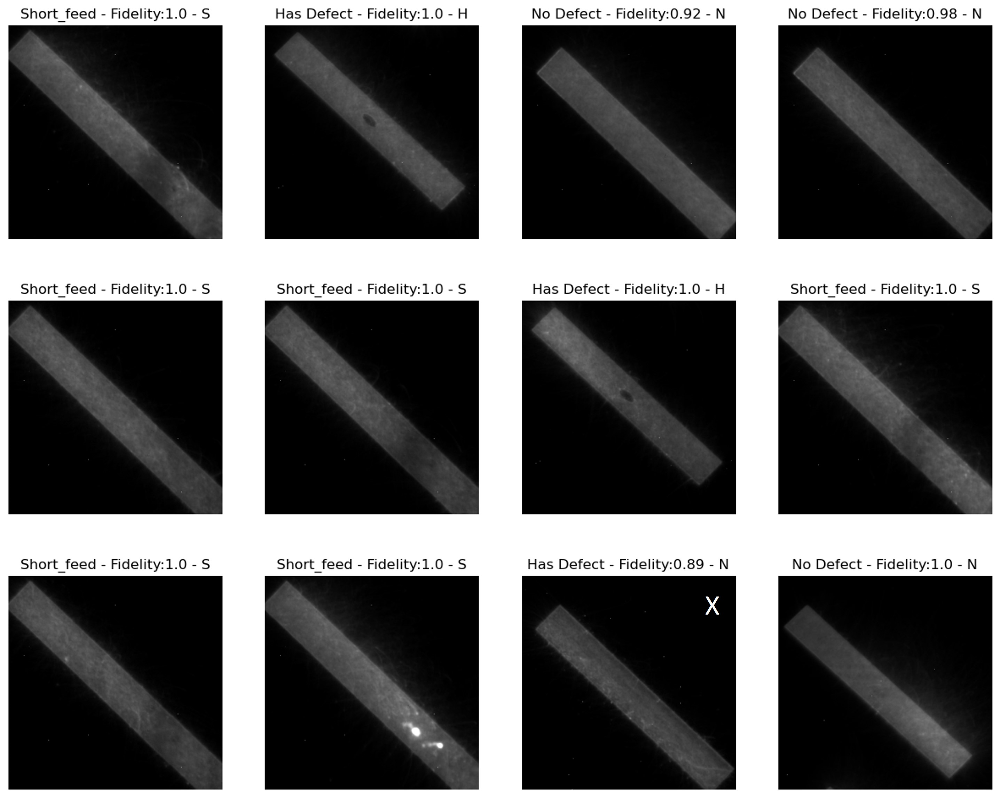 Short_feed - Fidelity:1.0 - S
Has Defect - Fidelity:1.0 - H
No Defect - Fidelity:0.92 - N
No Defect - Fidelity:0.98 - N
Short_feed - Fidelity:1.0 - S
Short_feed - Fidelity:1.0 - S
Has Defect - Fidelity:1.0 - H
Short_feed - Fidelity:1.0 - S
Short_feed - Fidelity:1.0 - S
Short_feed - Fidelity:1.0 - S
Has Defect - Fidelity:0.89 - N
No Defect - Fidelity:1.0 - N
X